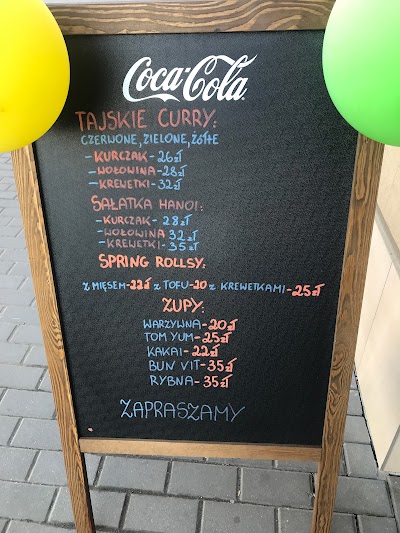 Coca-Cola
TAJSKIE CURRY:
CZERWONE, ZIELONE, ŻÓŁTE
- KURCZAK - 26zł
- WOŁOWINA - 28zł
- KREWETKI - 32zł
SAŁATKA HANOI:
- KURCZAK - 28zł
- WOŁOWINA 32zł
- KREWETKI - 35zł
SPRING ROLLSY:
Z MIĘSEM - 22zł Z TOFU - 20 Z KREWETKAMI - 25zł
ZUPY:
WARZYWNA - 20zł
TOM YUM - 25zł
KAKAI - 22zł
BUN VIT - 35zł
RYBNA - 35zł
ZAPRASZAMY